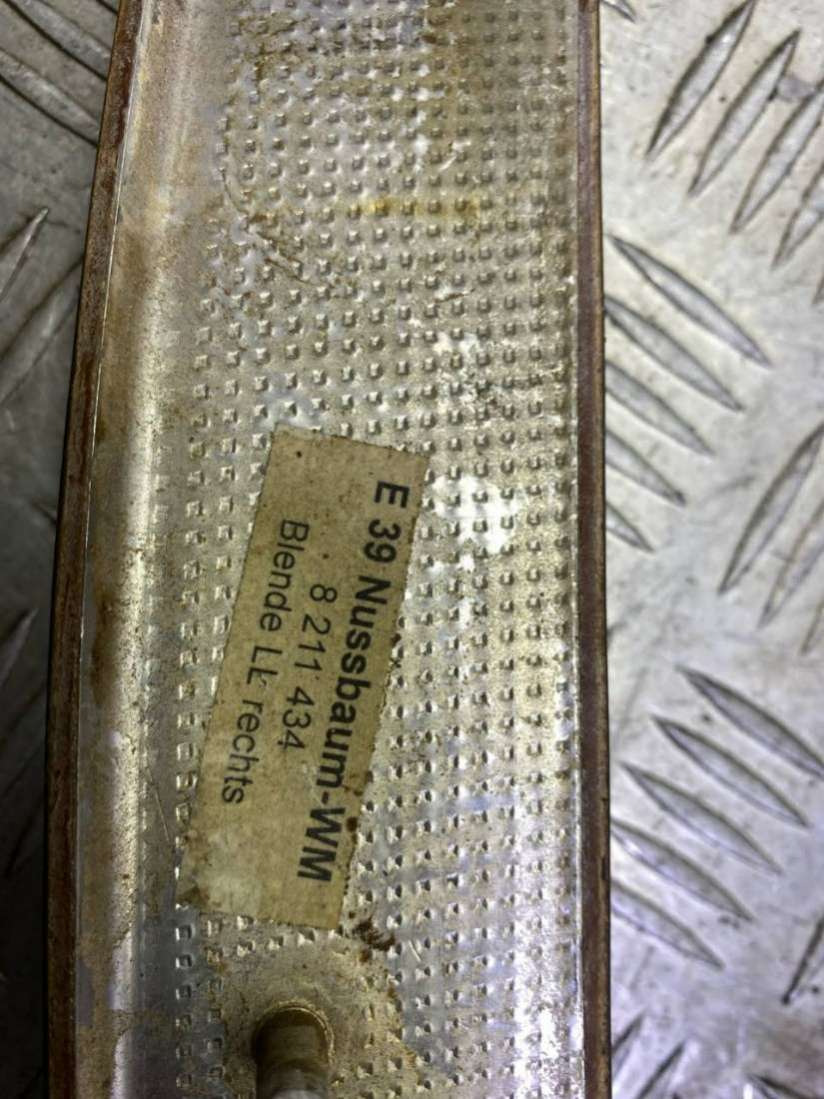 E 39 Nussbaum-WM
8 211 434
Blende LL rechts